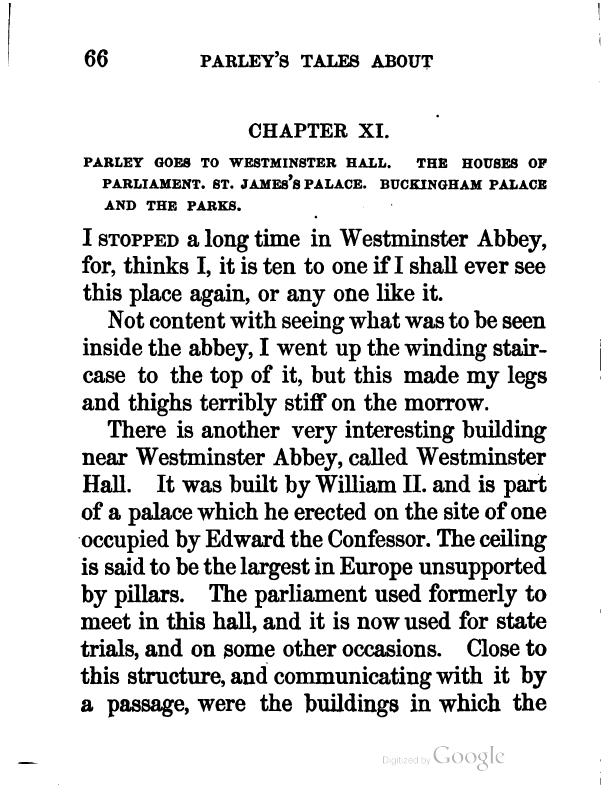 66
PARLEY'S TALES ABOUT
CHAPTER XI.
PARLEY GOES TO WESTMINSTER HALL. THE HOUSES OF
PARLIAMENT. ST. JAMES'S PALACE. BUCKINGHAM PALACE
AND THE PARKS.
I STOPPED a long time in Westminster Abbey,
for, thinks I, it is ten to one if I shall ever see
this place again, or any one like it.
Not content with seeing what was to be seen
inside the abbey, I went up the winding stair-
case to the top of it, but this made my legs
and thighs terribly stiff on the morrow.
There is another very interesting building
near Westminster Abbey, called Westminster
Hall. It was built by William II. and is part
of a palace which he erected on the site of one
occupied by Edward the Confessor. The ceiling
is said to be the largest in Europe unsupported
by pillars. The parliament used formerly to
meet in this hall, and it is now used for state
trials, and on some other occasions. Close to
this structure, and communicating with it by
a passage, were the buildings in which the
Digitized by Google